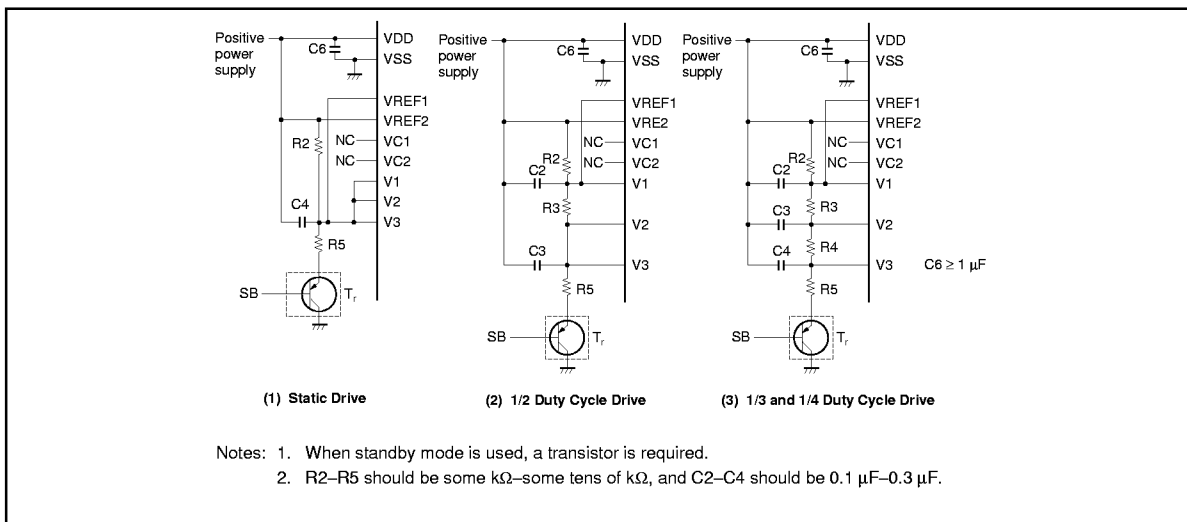 Positive
power
supply
C6
VDD
VSS
VREF1
VREF2
R2
NC
VC1
NC
VC2
V1
V2
C4
V3
R5
SB
Tr
(1) Static Drive
Positive
power
supply
C6
VDD
VSS
VREF1
VRE2
NC
VC1
R2
NC
VC2
C2
V1
R3
V2
C3
V3
R5
SB
Tr
(2) 1/2 Duty Cycle Drive
Positive
power
supply
C6
VDD
VSS
VREF1
VREF2
NC
VC1
R2
NC
VC2
C2
V1
R3
C3
V2
R4
C4
V3
C6 ≥ 1 μF
R5
SB
Tr
(3) 1/3 and 1/4 Duty Cycle Drive
Notes: 1. When standby mode is used, a transistor is required.
2. R2–R5 should be some kΩ–some tens of kΩ, and C2–C4 should be 0.1 μF–0.3 μF.